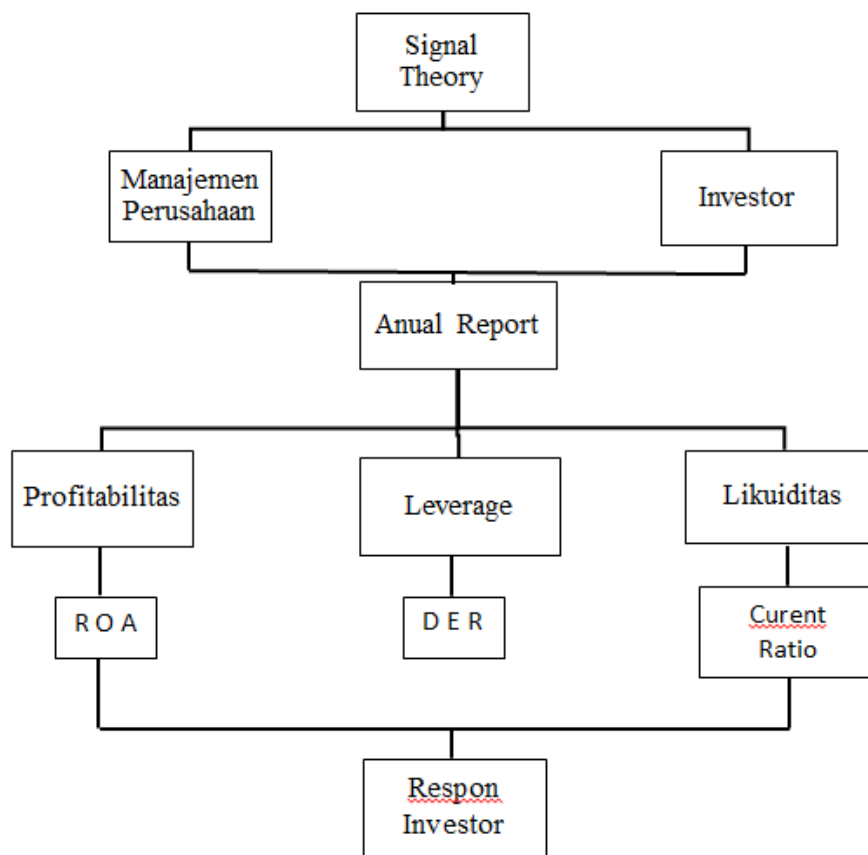 Signal
Theory
Manajemen
Perusahaan
Investor
Anual Report
Profitabilitas
Leverage
Likuiditas
R O A
D E R
Curent
Ratio
Respon
Investor